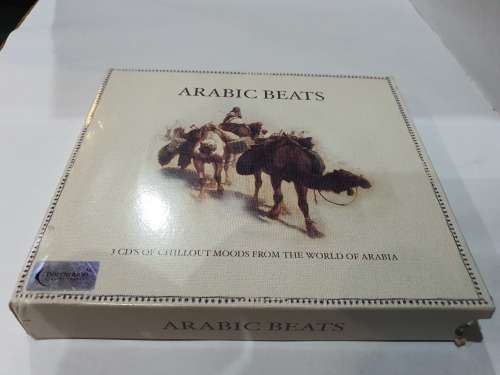 ARABIC BEATS
3 CD'S OF CHILLOUT MOODS FROM THE WORLD OF ARABIA
ARABIC BEATS